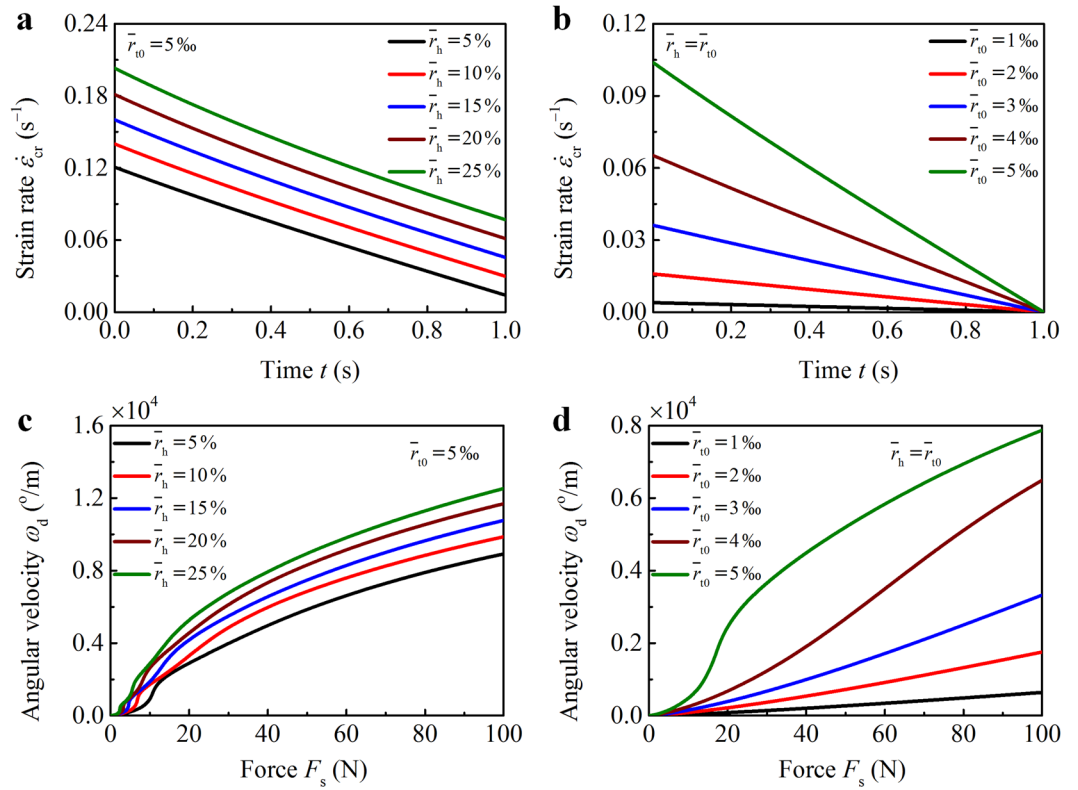 a
r̅t0 = 5‰
r̅h = 5%
r̅h = 10%
r̅h = 15%
r̅h = 20%
r̅h = 25%
0.24
0.18
0.12
0.06
0.00
Strain rate ε̇cr (s⁻¹)
0.0 0.2 0.4 0.6 0.8 1.0
Time t (s)
b
r̅h = r̅t0
r̅t0 = 1‰
r̅t0 = 2‰
r̅t0 = 3‰
r̅t0 = 4‰
r̅t0 = 5‰
0.12
0.09
0.06
0.03
0.00
Strain rate ε̇cr (s⁻¹)
0.0 0.2 0.4 0.6 0.8 1.0
Time t (s)
c
×10⁴
r̅h = 5%
r̅h = 10%
r̅h = 15%
r̅h = 20%
r̅h = 25%
r̅t0 = 5‰
1.6
1.2
0.8
0.4
0.0
Angular velocity ωd (°/m)
0 20 40 60 80 100
Force Fs (N)
d
×10⁴
r̅t0 = 1‰
r̅t0 = 2‰
r̅t0 = 3‰
r̅t0 = 4‰
r̅t0 = 5‰
r̅h = r̅t0
0.8
0.6
0.4
0.2
0.0
Angular velocity ωd (°/m)
0 20 40 60 80 100
Force Fs (N)